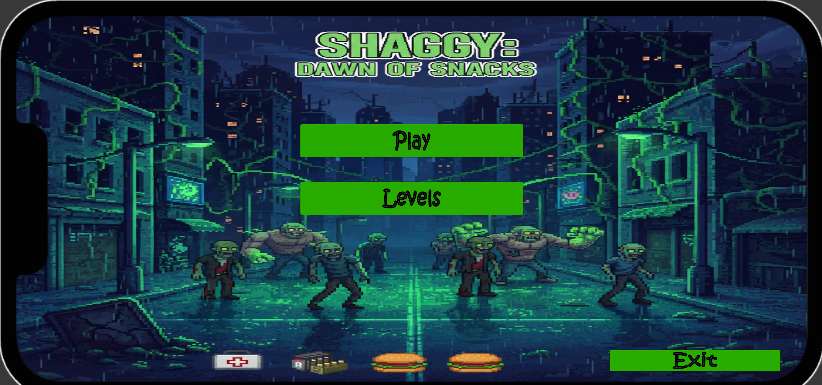 SHAGGY:
DAWN OF SNACKS
Play
Levels
Exit